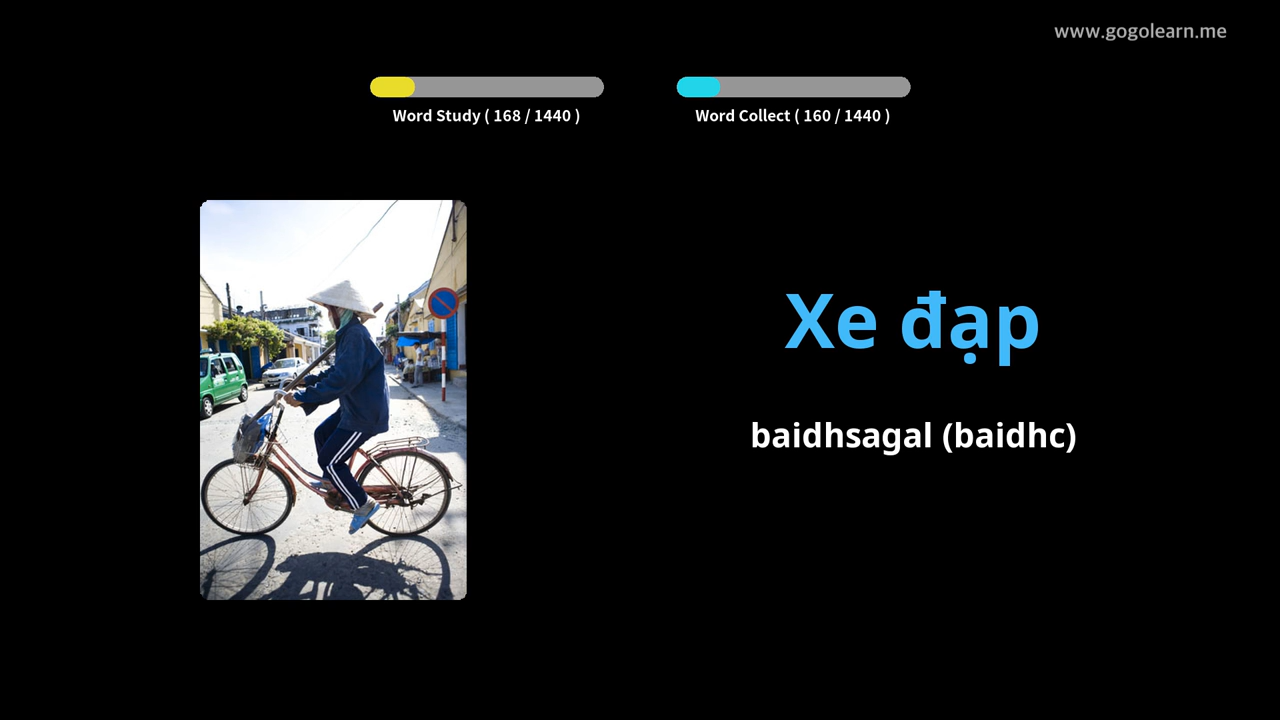 www.gogolearn.me
Word Study ( 168 / 1440 )
Word Collect ( 160 / 1440 )
Xe đạp
baidhsagal (baidhc)